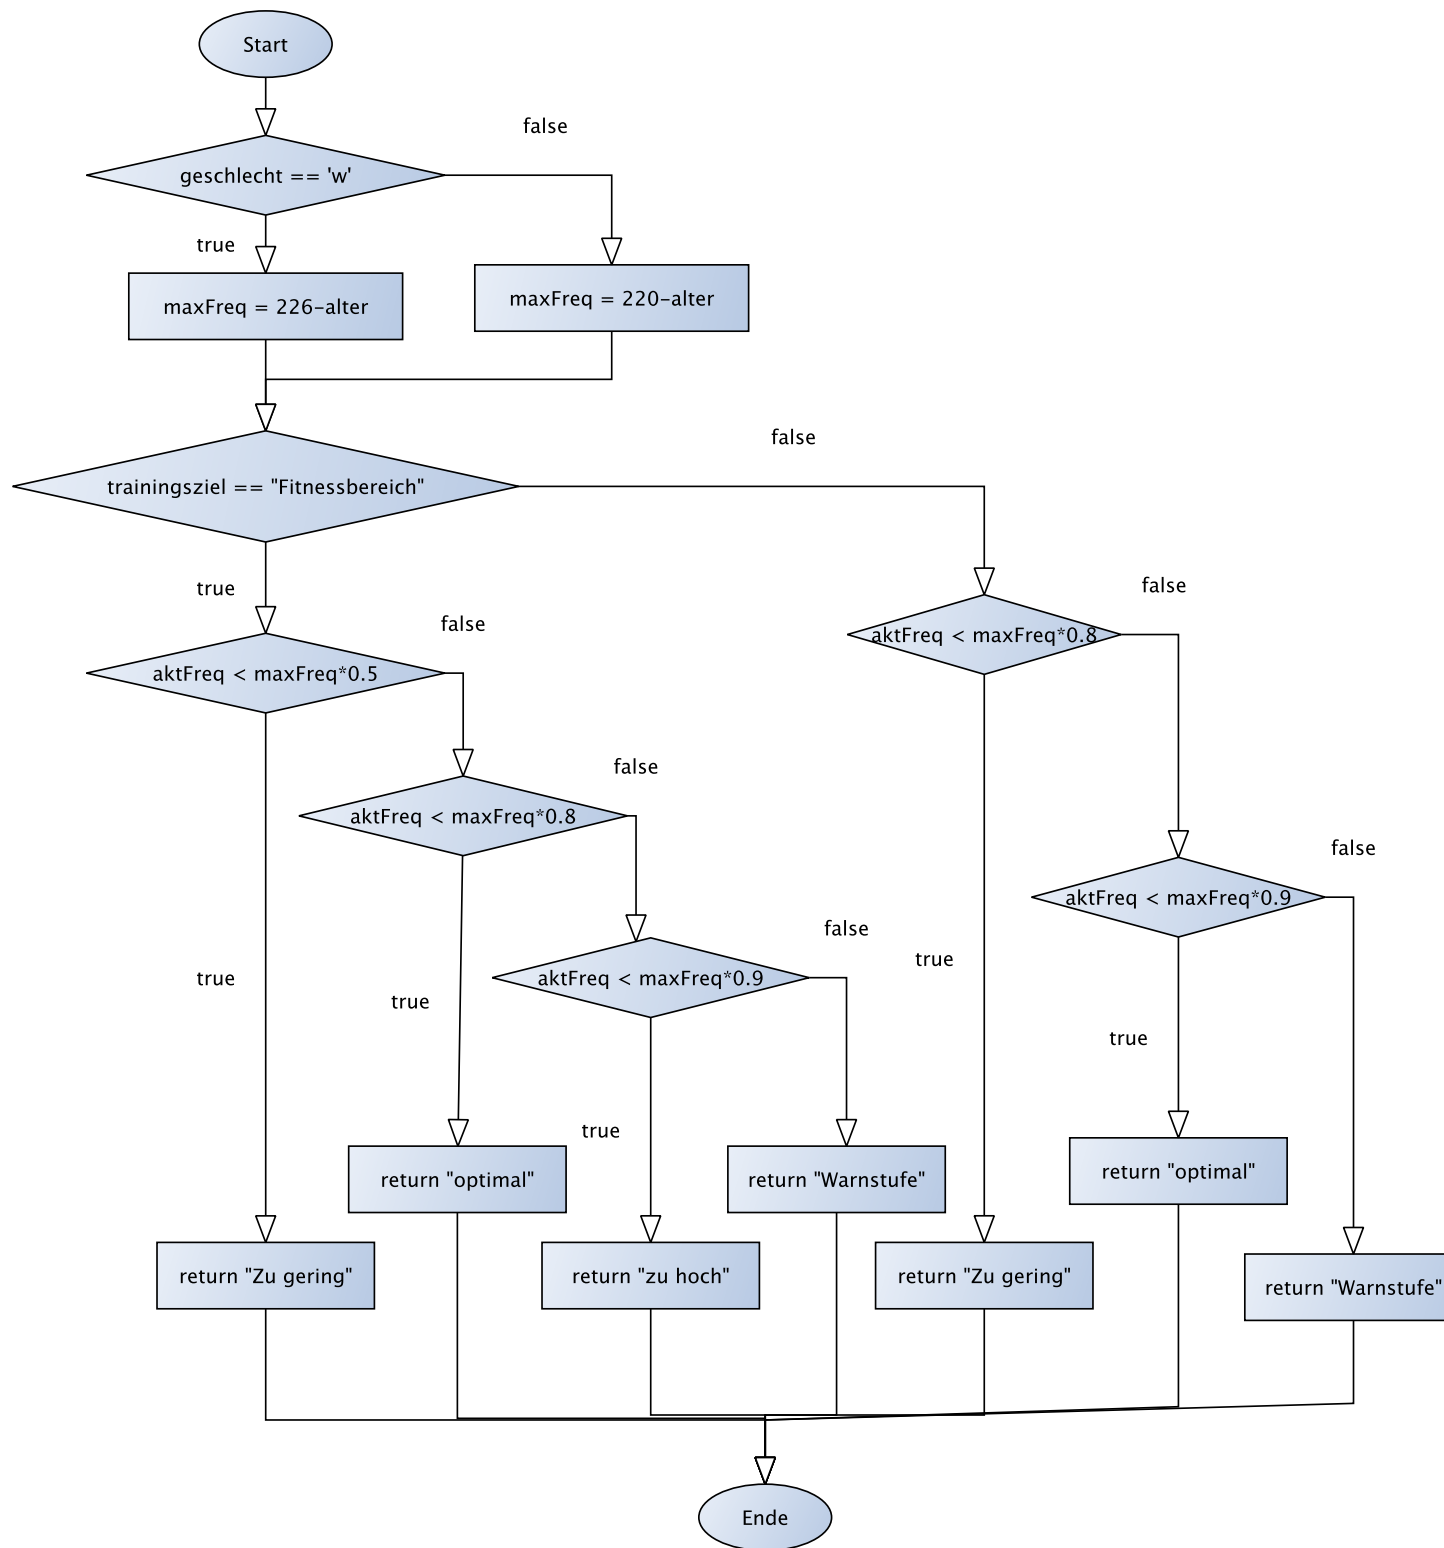 Start
false
geschlecht == 'w'
true
maxFreq = 226-alter
maxFreq = 220-alter
false
trainingsziel == "Fitnessbereich"
true
false
false
aktFreq < maxFreq*0.8
aktFreq < maxFreq*0.5
false
aktFreq < maxFreq*0.8
false
aktFreq < maxFreq*0.9
false
aktFreq < maxFreq*0.9
true
true
true
true
true
return "optimal"
return "Warnstufe"
return "optimal"
return "Zu gering"
return "zu hoch"
return "Zu gering"
return "Warnstufe"
Ende